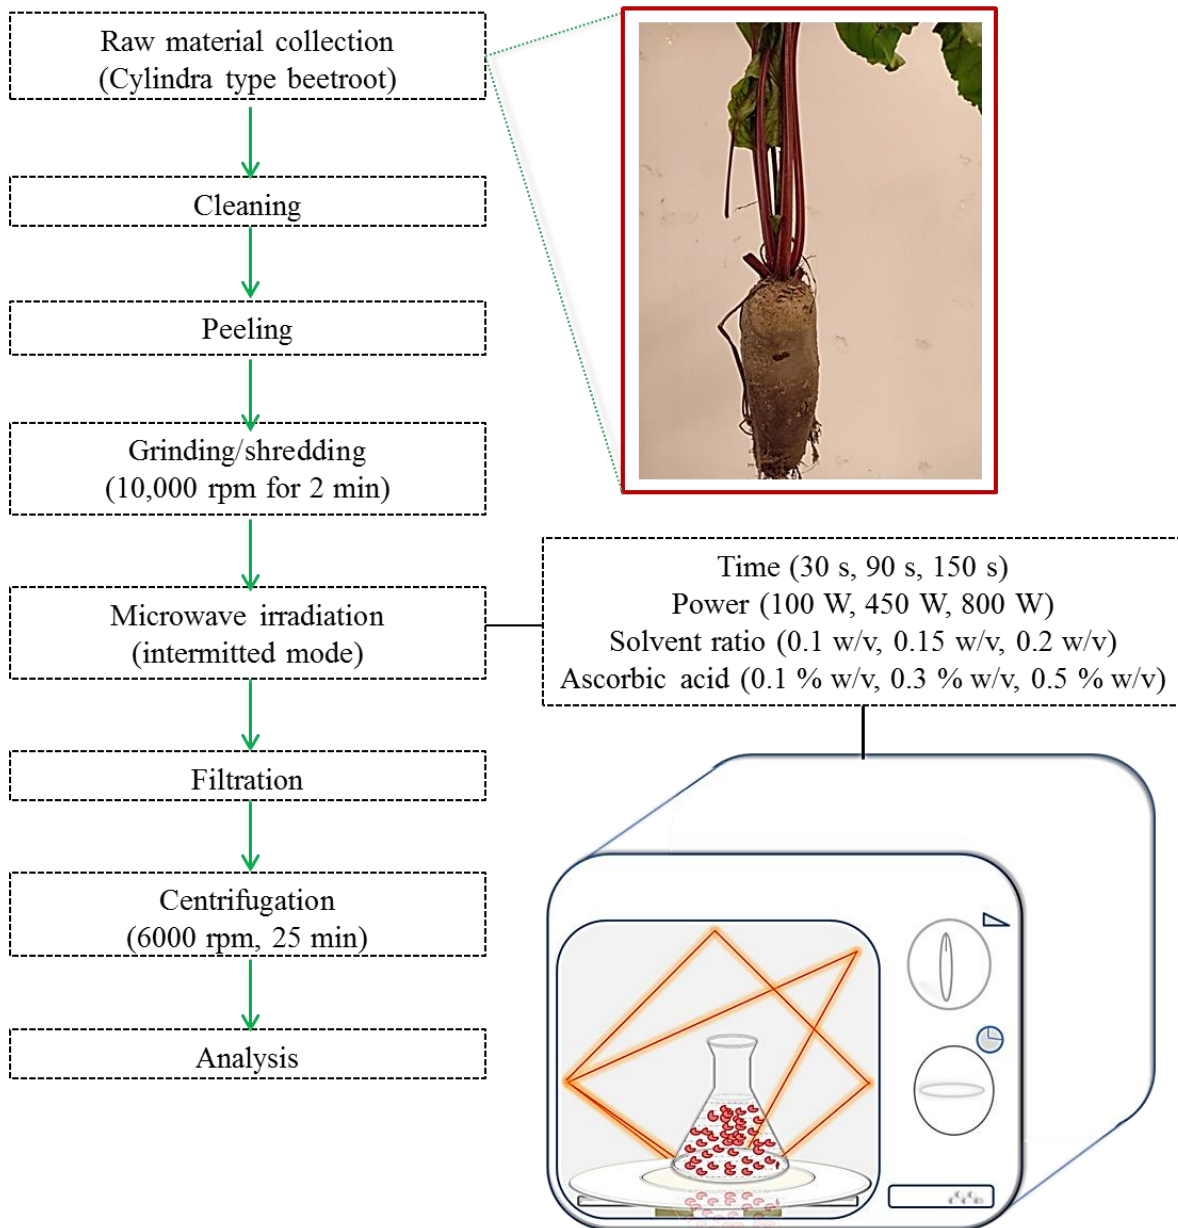 Raw material collection
(Cylindra type beetroot)
Cleaning
Peeling
Grinding/shredding
(10,000 rpm for 2 min)
Microwave irradiation
(intermitted mode)
Time (30 s, 90 s, 150 s)
Power (100 W, 450 W, 800 W)
Solvent ratio (0.1 w/v, 0.15 w/v, 0.2 w/v)
Ascorbic acid (0.1 % w/v, 0.3 % w/v, 0.5 % w/v)
Filtration
Centrifugation
(6000 rpm, 25 min)
Analysis